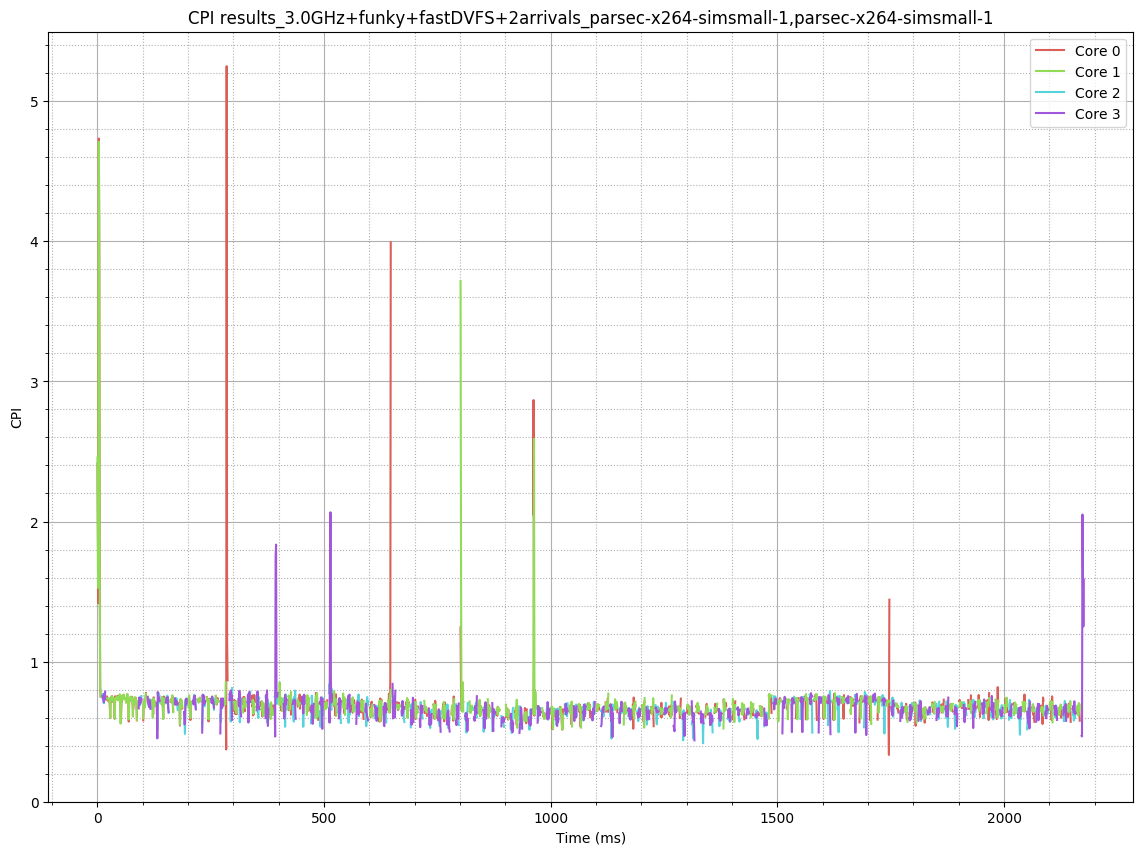 CPI results_3.0GHz+funky+fastDVFS+2arrivals_parsec-x264-simsmall-1,parsec-x264-simsmall-1
Core 0
Core 1
Core 2
Core 3
5
4
3
2
1
0
CPI
0 500 1000 1500 2000
Time (ms)